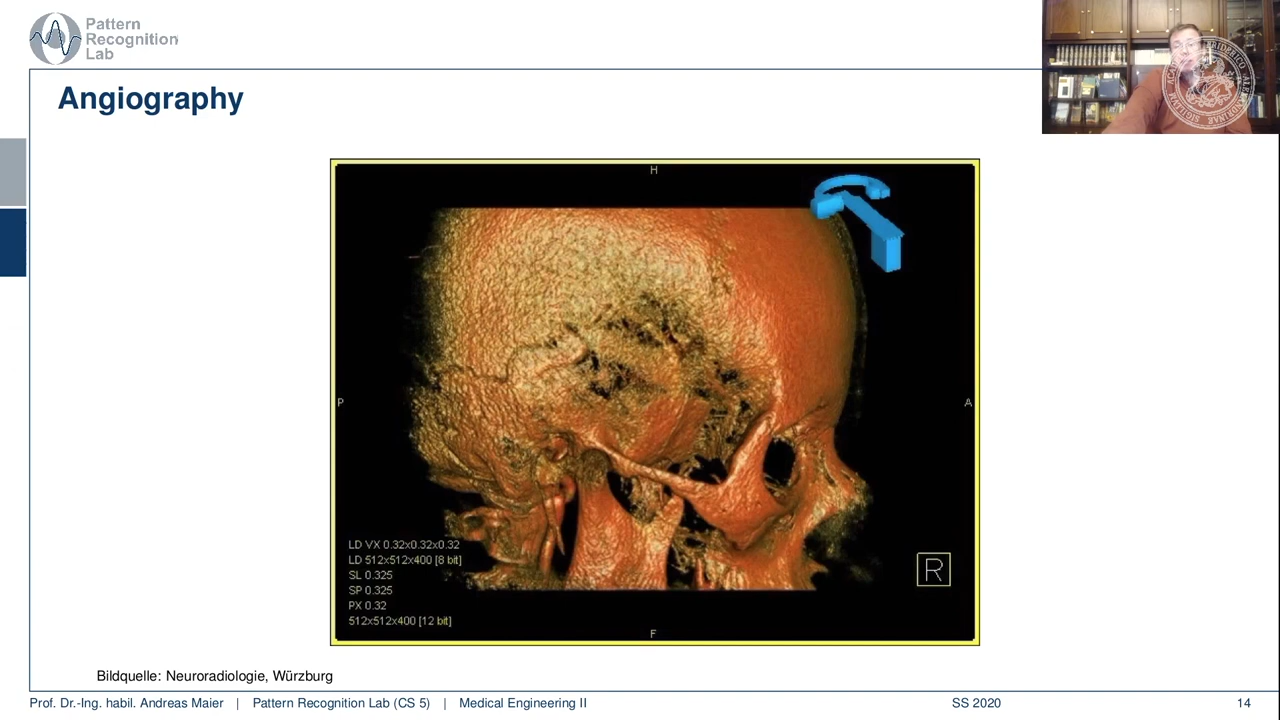 Pattern
Recognition
Lab
Angiography
H
P
A
LD VX 0.32x0.32x0.32
LD 512x512x400 [8 bit]
SL 0.325
SP 0.325
PX 0.32
512x512x400 [12 bit]
R
F
Bildquelle: Neuroradiologie, Würzburg
Prof. Dr.-Ing. habil. Andreas Maier | Pattern Recognition Lab (CS 5) | Medical Engineering II SS 2020 14